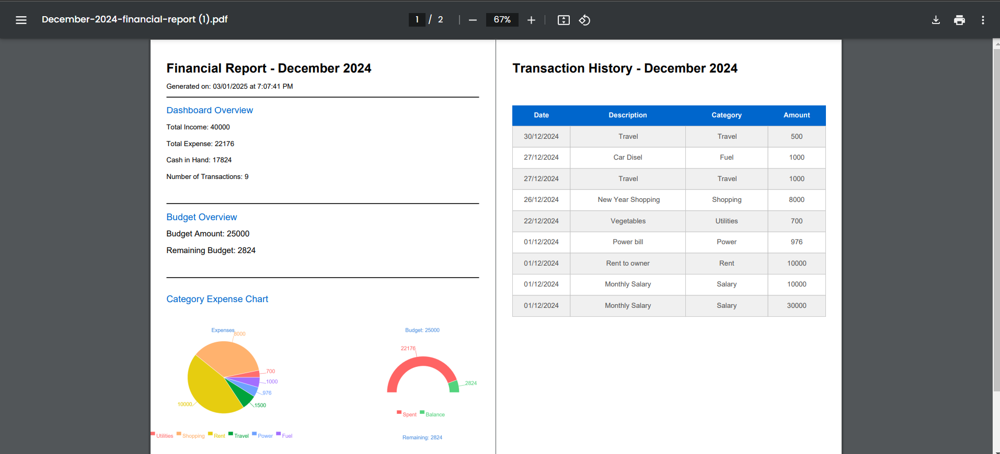 December-2024-financial-report (1).pdf
1 / 2
67%
Financial Report - December 2024
Generated on: 03/01/2025 at 7:07:41 PM
Dashboard Overview
Total Income: 40000
Total Expense: 22176
Cash in Hand: 17824
Number of Transactions: 9
Budget Overview
Budget Amount: 25000
Remaining Budget: 2824
Category Expense Chart
Expenses
8000
700
1000
976
1500
10000
Utilities Shopping Rent Travel Power Fuel
Budget: 25000
22176
2824
Spent Balance
Remaining: 2824
Transaction History - December 2024
Date Description Category Amount
30/12/2024 Travel Travel 500
27/12/2024 Car Disel Fuel 1000
27/12/2024 Travel Travel 1000
26/12/2024 New Year Shopping Shopping 8000
22/12/2024 Vegetables Utilities 700
01/12/2024 Power bill Power 976
01/12/2024 Rent to owner Rent 10000
01/12/2024 Monthly Salary Salary 10000
01/12/2024 Monthly Salary Salary 30000